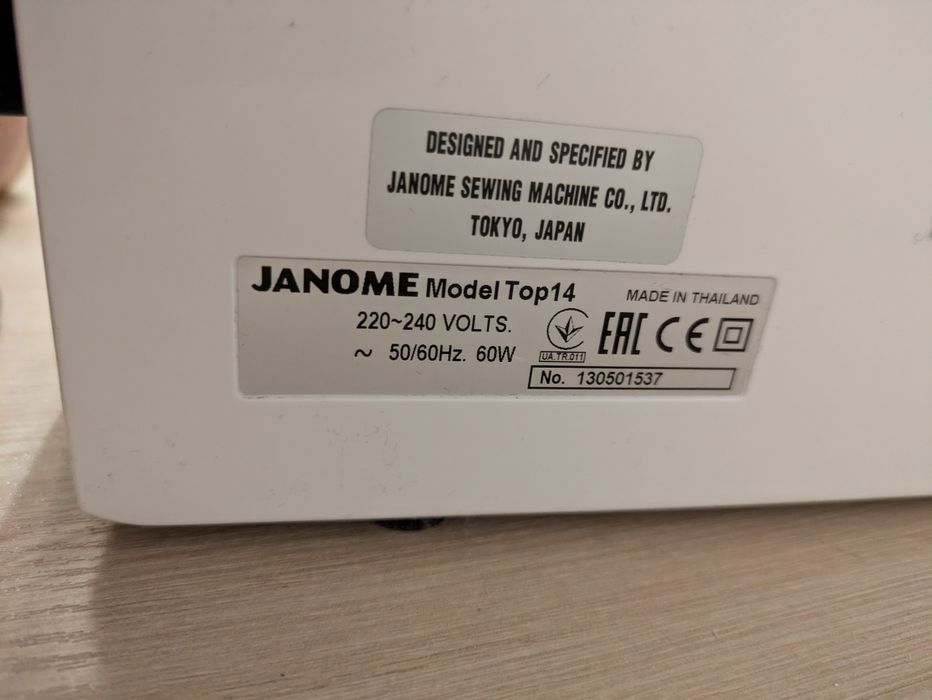 DESIGNED AND SPECIFIED BY
JANOME SEWING MACHINE CO., LTD.
TOKYO, JAPAN
JANOME Model Top14
MADE IN THAILAND
220~240 VOLTS.
~ 50/60Hz. 60W
UA.TR.011
EAC CE
No. 130501537